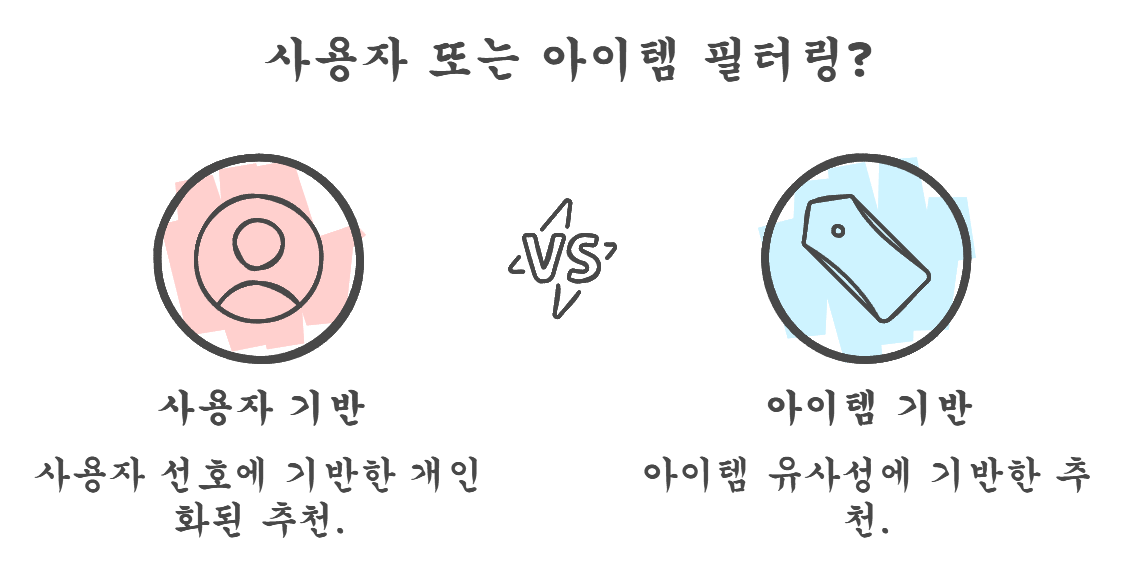 사용자 또는 아이템 필터링?
VS
사용자 기반
사용자 선호에 기반한 개인
화된 추천.
아이템 기반
아이템 유사성에 기반한 추
천.